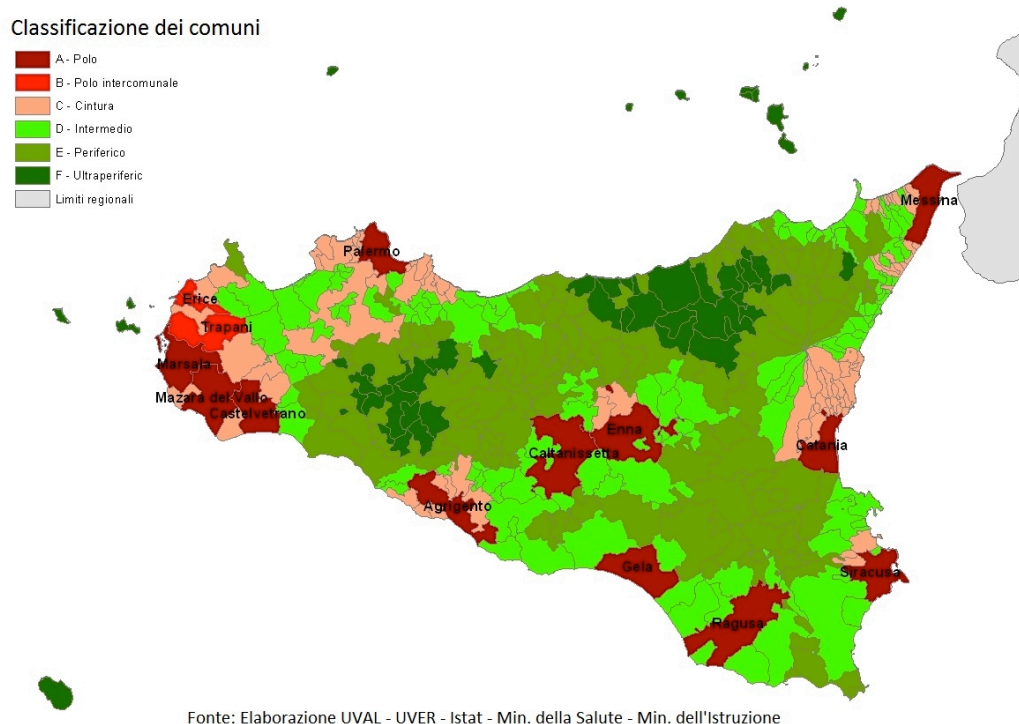 Classificazione dei comuni
A - Polo
B - Polo intercomunale
C - Cintura
D - Intermedio
E - Periferico
F - Ultraperiferic
Limiti regionali
Messina
Palermo
Erice
Trapani
Marsala
Mazara del Vallo
Castelvetrano
Enna
Caltanissetta
Catania
Agrigento
Gela
Siracusa
Ragusa
Fonte: Elaborazione UVAL - UVER - Istat - Min. della Salute - Min. dell'Istruzione